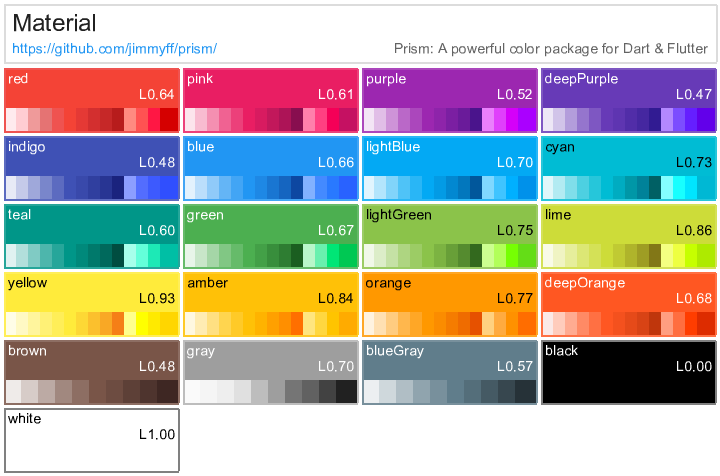 Material
https://github.com/jimmyff/prism/ Prism: A powerful color package for Dart & Flutter
red pink purple deepPurple
L0.64 L0.61 L0.52 L0.47
indigo blue lightBlue cyan
L0.48 L0.66 L0.70 L0.73
teal green lightGreen lime
L0.60 L0.67 L0.75 L0.86
yellow amber orange deepOrange
L0.93 L0.84 L0.77 L0.68
brown gray blueGray black
L0.48 L0.70 L0.57 L0.00
white
L1.00